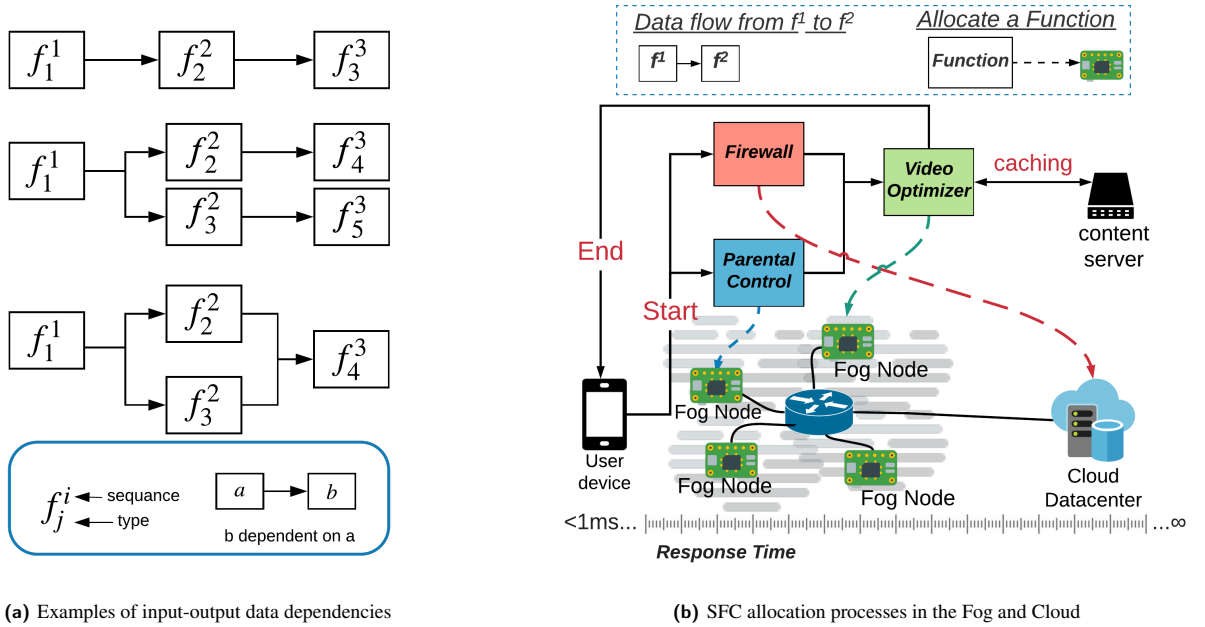 f_1^1 f_2^2 f_3^3
f_1^1 f_2^2 f_4^3
f_3^2 f_5^3
f_1^1 f_2^2 f_4^3
f_3^2
f_j^i sequance
type
a b
b dependent on a
(a) Examples of input-output data dependencies
Data flow from f¹ to f²
f¹ f²
Allocate a Function
Function
Firewall
Video
Optimizer
caching
content
server
End
Parental
Control
Start
Fog Node
Fog Node
Fog Node
Fog Node
User
device
Cloud
Datacenter
<1ms... ...∞
Response Time
(b) SFC allocation processes in the Fog and Cloud